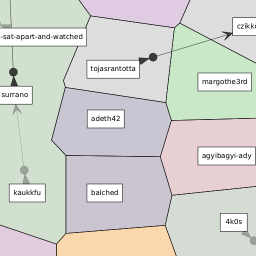 czikk
-sat-apart-and-watched
tojasrantotta
margothe3rd
surrano
adeth42
agyibagyi-ady
kaukkfu
balched
4k0s